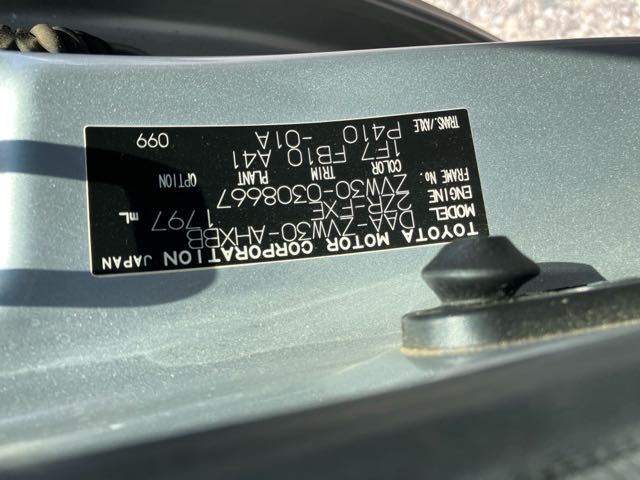 TOYOTA MOTOR CORPORATION JAPAN
MODEL DAA-ZVW30-AHXBB
ENGINE 2ZR-FXE 1797 mL
FRAME No. ZVW30-0308667
COLOR TRIM PLANT OPTION
1F7 FB10 A41
TRANS./AXLE P410 -01A
099